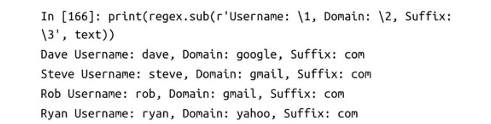 In [166]: print(regex.sub(r'Username: \1, Domain: \2, Suffix:
\3', text))
Dave Username: dave, Domain: google, Suffix: com
Steve Username: steve, Domain: gmail, Suffix: com
Rob Username: rob, Domain: gmail, Suffix: com
Ryan Username: ryan, Domain: yahoo, Suffix: com